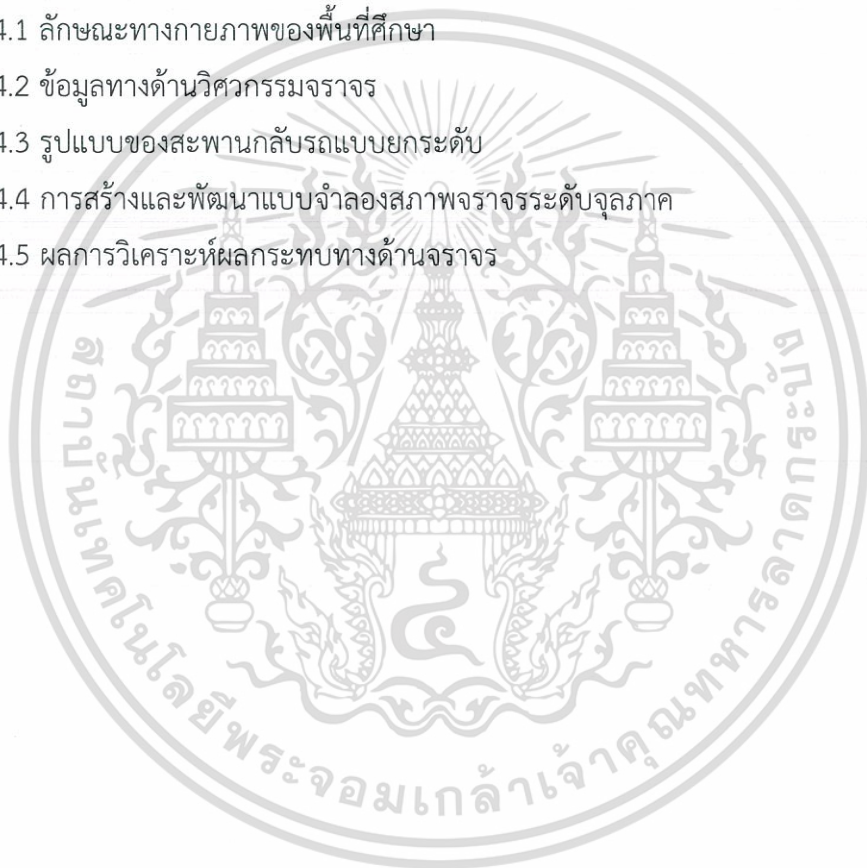 4.1 ลักษณะทางกายภาพของพื้นที่ศึกษา
4.2 ข้อมูลทางด้านวิศวกรรมจราจร
4.3 รูปแบบของสะพานกลับรถแบบยกระดับ
4.4 การสร้างและพัฒนาแบบจำลองสภาพจราจรระดับจุลภาค
4.5 ผลการวิเคราะห์ผลกระทบทางด้านจราจร
สถาบันเทคโนโลยีพระจอมเกล้าเจ้าคุณทหารลาดกระบัง